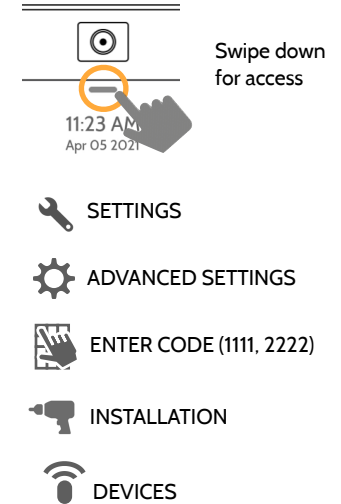 Swipe down
for access
11:23 AM
Apr 05 2021
SETTINGS
ADVANCED SETTINGS
ENTER CODE (1111, 2222)
INSTALLATION
DEVICES